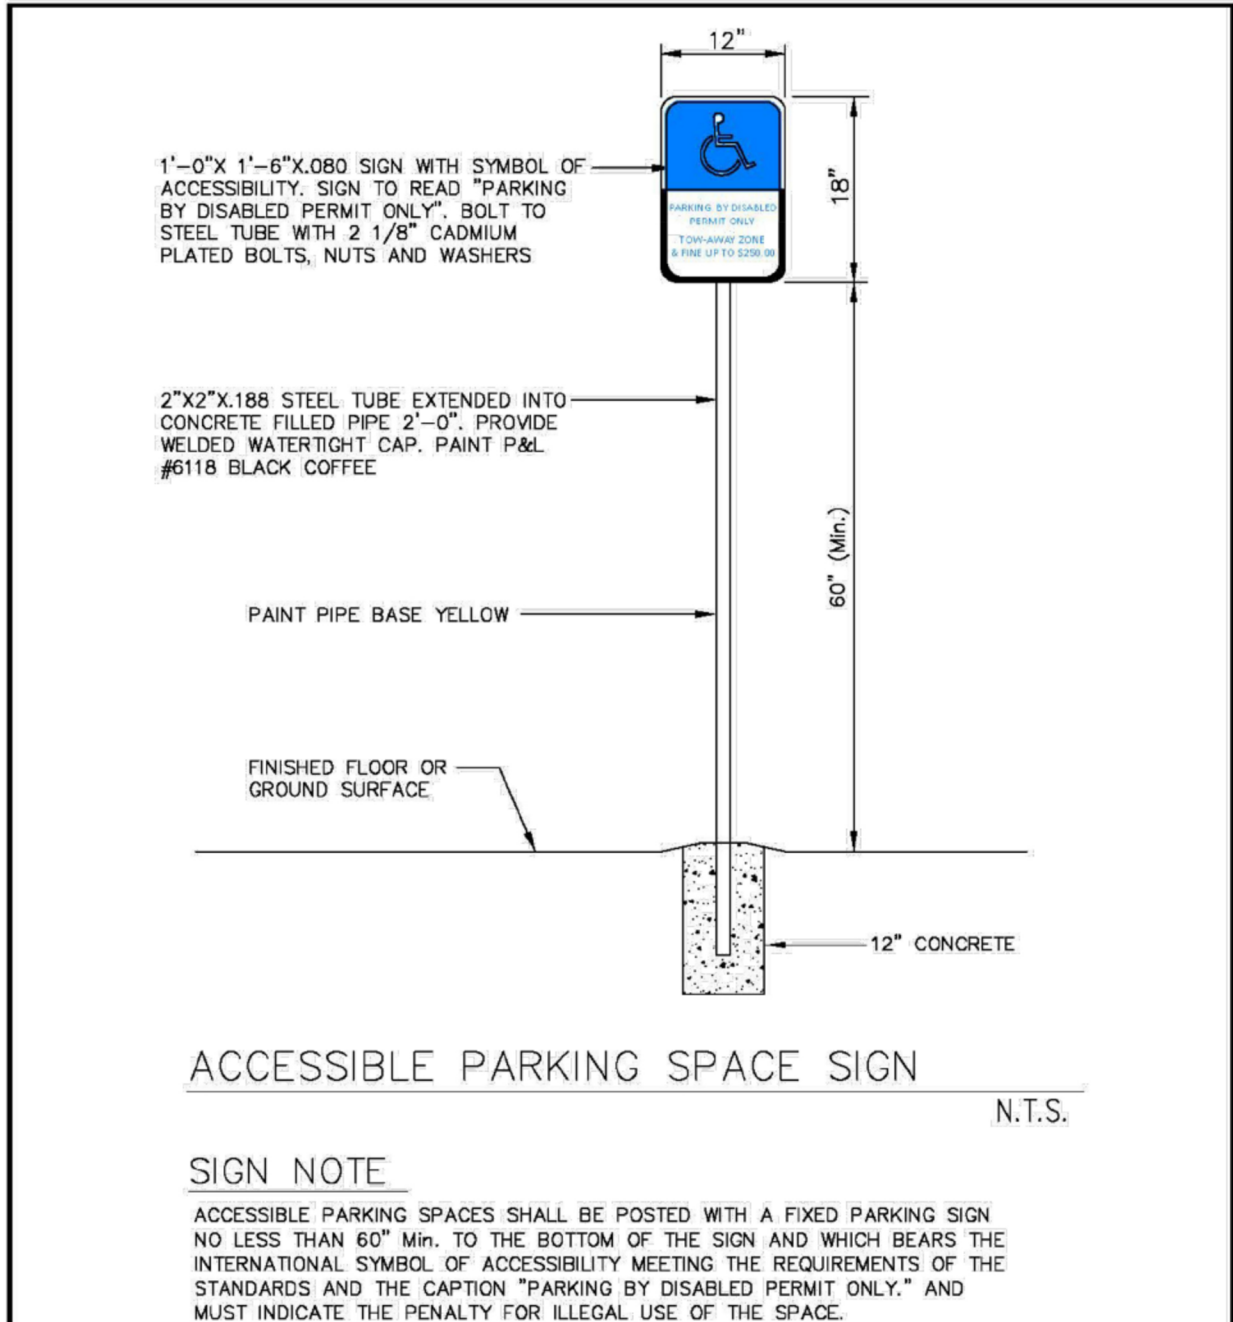 12"
1'-0"X 1'-6"X.080 SIGN WITH SYMBOL OF
ACCESSIBILITY. SIGN TO READ "PARKING
BY DISABLED PERMIT ONLY". BOLT TO
STEEL TUBE WITH 2 1/8" CADMIUM
PLATED BOLTS, NUTS AND WASHERS
PARKING BY DISABLED
PERMIT ONLY
TOW-AWAY ZONE
& FINE UP TO $250.00
18"
2"X2"X.188 STEEL TUBE EXTENDED INTO
CONCRETE FILLED PIPE 2'-0". PROVIDE
WELDED WATERTIGHT CAP. PAINT P&L
#6118 BLACK COFFEE
60" (Min.)
PAINT PIPE BASE YELLOW
FINISHED FLOOR OR
GROUND SURFACE
12" CONCRETE
ACCESSIBLE PARKING SPACE SIGN
N.T.S.
SIGN NOTE
ACCESSIBLE PARKING SPACES SHALL BE POSTED WITH A FIXED PARKING SIGN
NO LESS THAN 60" Min. TO THE BOTTOM OF THE SIGN AND WHICH BEARS THE
INTERNATIONAL SYMBOL OF ACCESSIBILITY MEETING THE REQUIREMENTS OF THE
STANDARDS AND THE CAPTION "PARKING BY DISABLED PERMIT ONLY." AND
MUST INDICATE THE PENALTY FOR ILLEGAL USE OF THE SPACE.